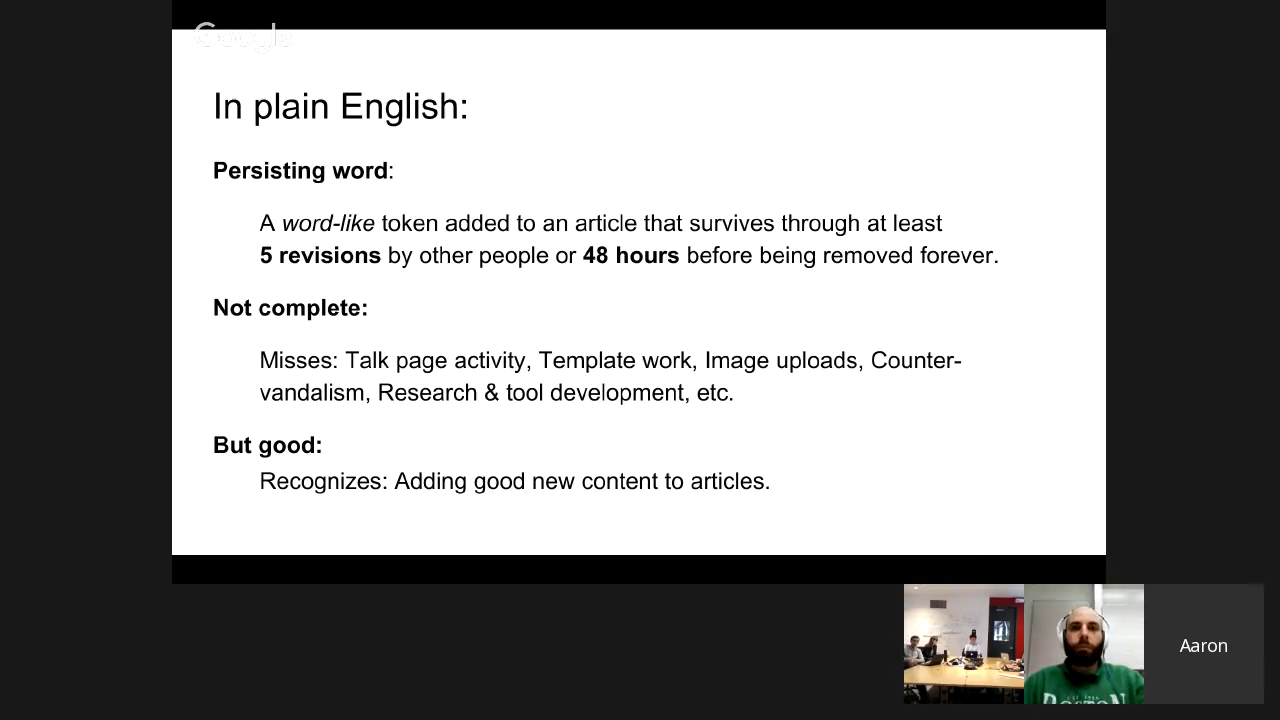 Google
In plain English:
Persisting word:
A word-like token added to an article that survives through at least
5 revisions by other people or 48 hours before being removed forever.
Not complete:
Misses: Talk page activity, Template work, Image uploads, Counter-
vandalism, Research & tool development, etc.
But good:
Recognizes: Adding good new content to articles.
Aaron